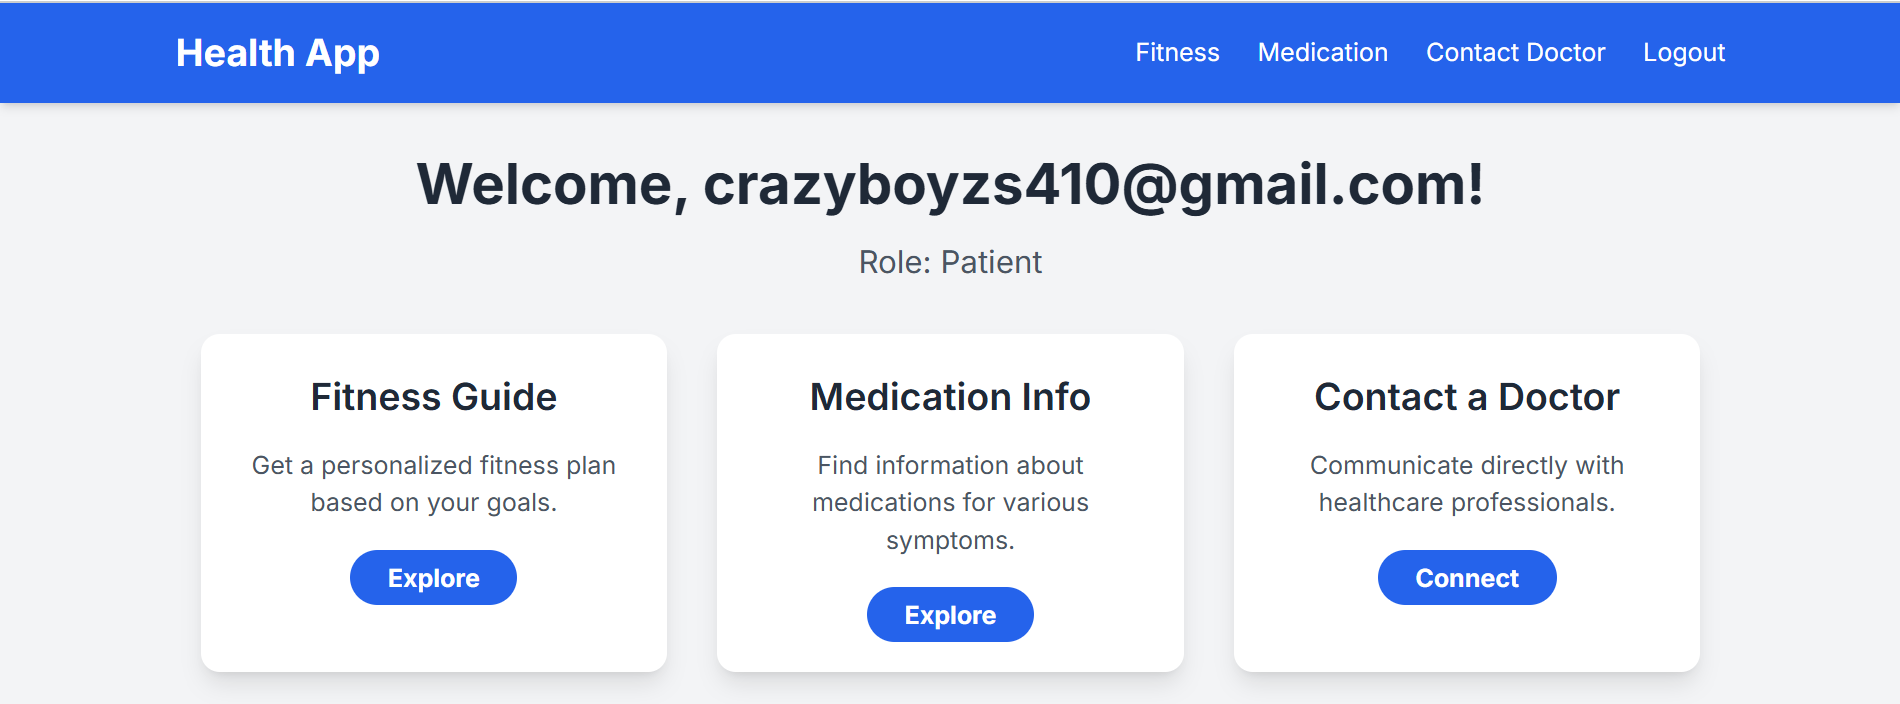 Health App
Fitness Medication Contact Doctor Logout
Welcome, crazyboyzs410@gmail.com!
Role: Patient
Fitness Guide
Get a personalized fitness plan
based on your goals.
Explore
Medication Info
Find information about
medications for various
symptoms.
Explore
Contact a Doctor
Communicate directly with
healthcare professionals.
Connect